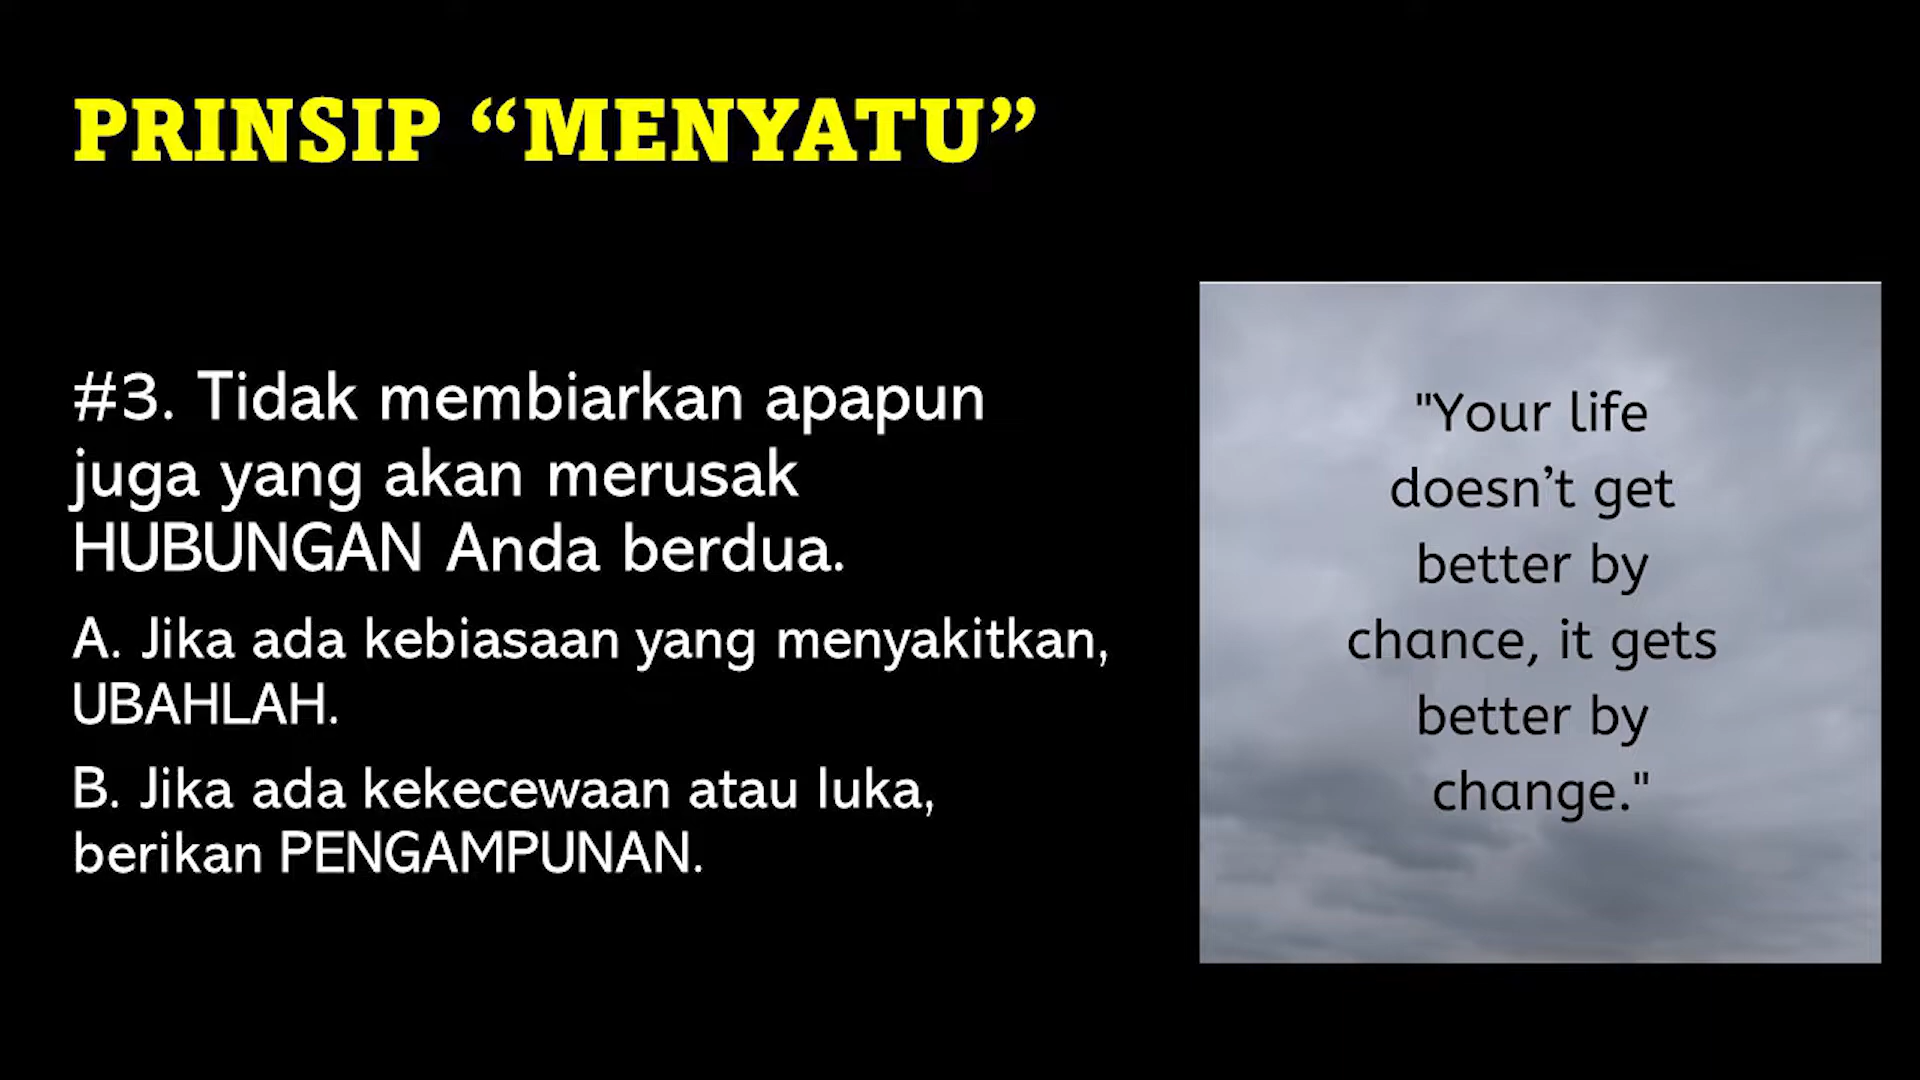 PRINSIP “MENYATU”
#3. Tidak membiarkan apapun
juga yang akan merusak
HUBUNGAN Anda berdua.
A. Jika ada kebiasaan yang menyakitkan,
UBAHLAH.
B. Jika ada kekecewaan atau luka,
berikan PENGAMPUNAN.
"Your life
doesn’t get
better by
chance, it gets
better by
change."